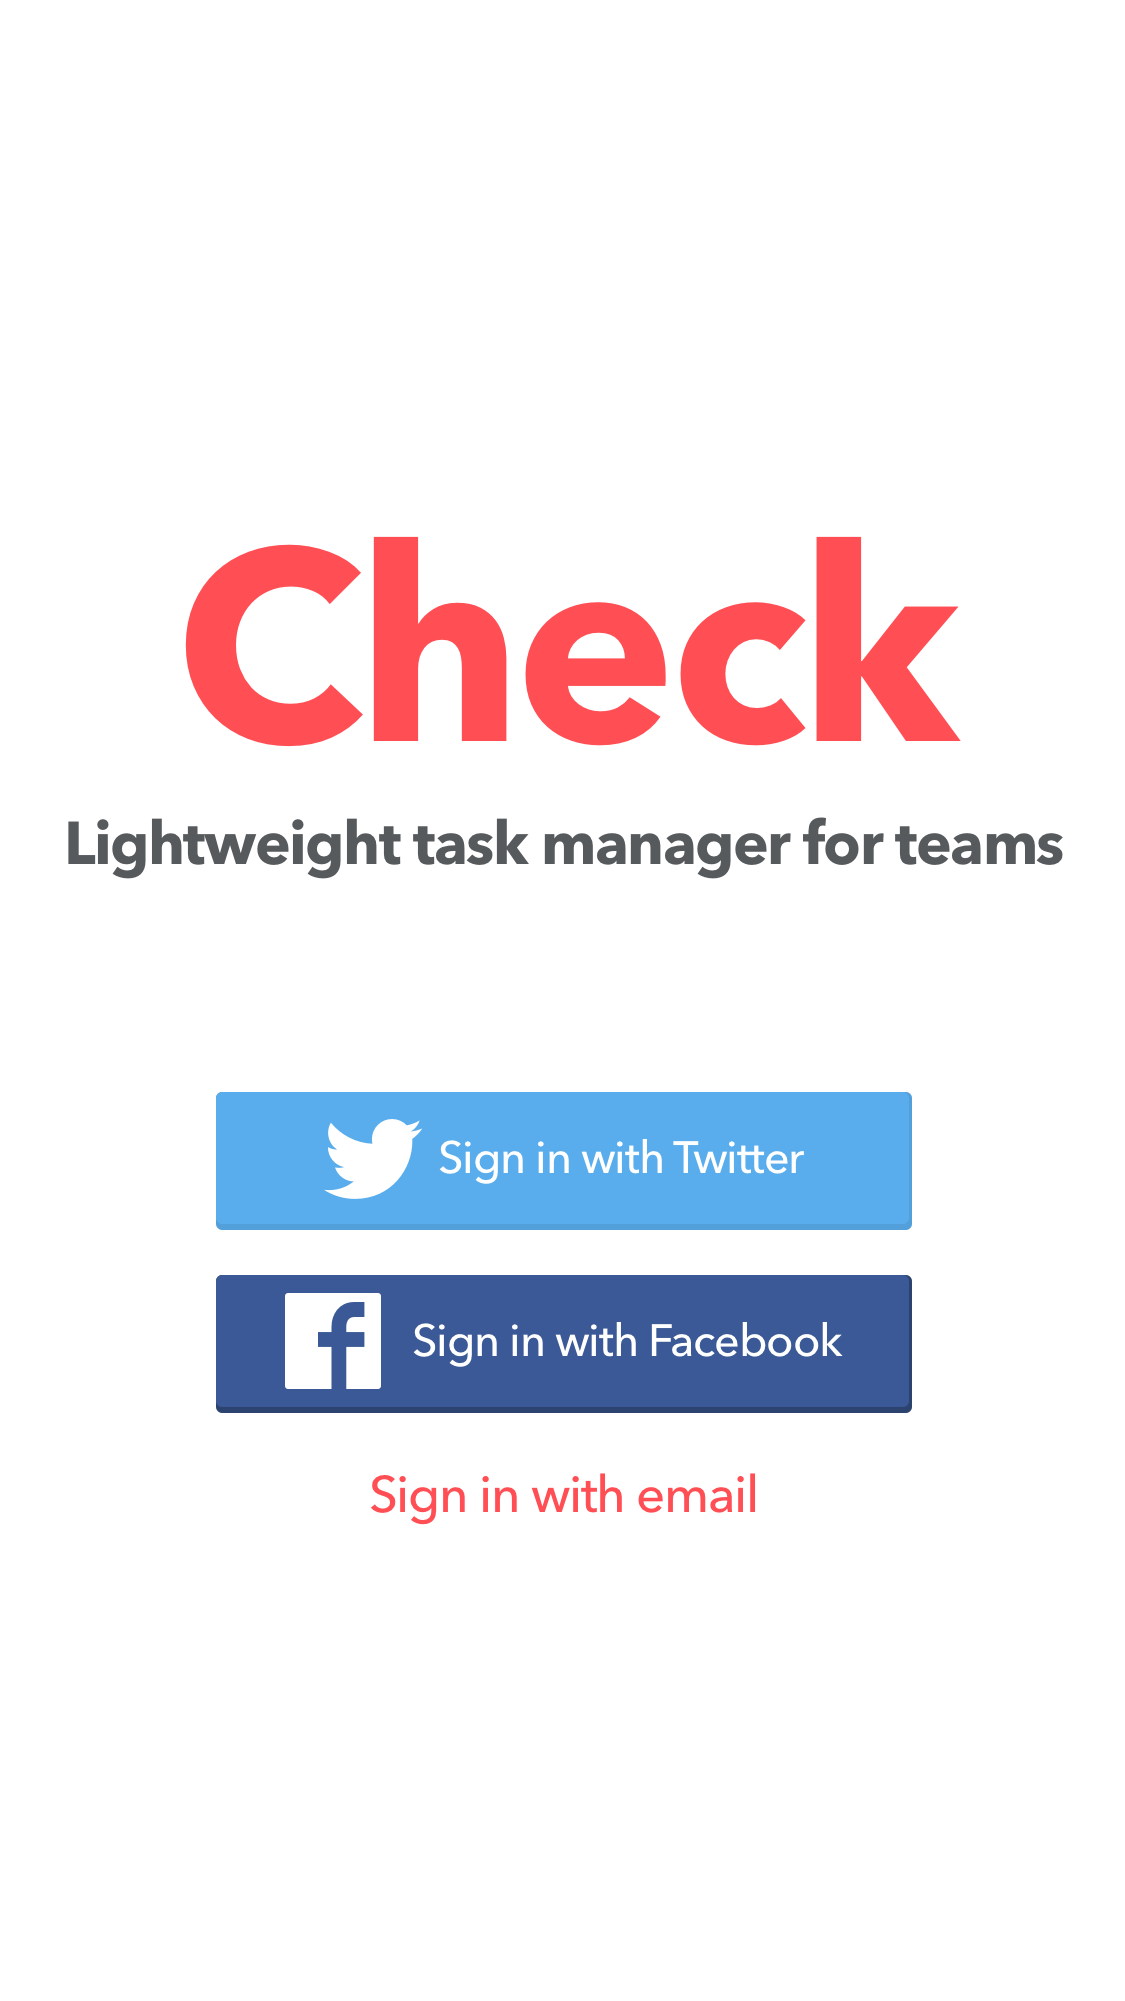 Check
Lightweight task manager for teams
Sign in with Twitter
Sign in with Facebook
Sign in with email